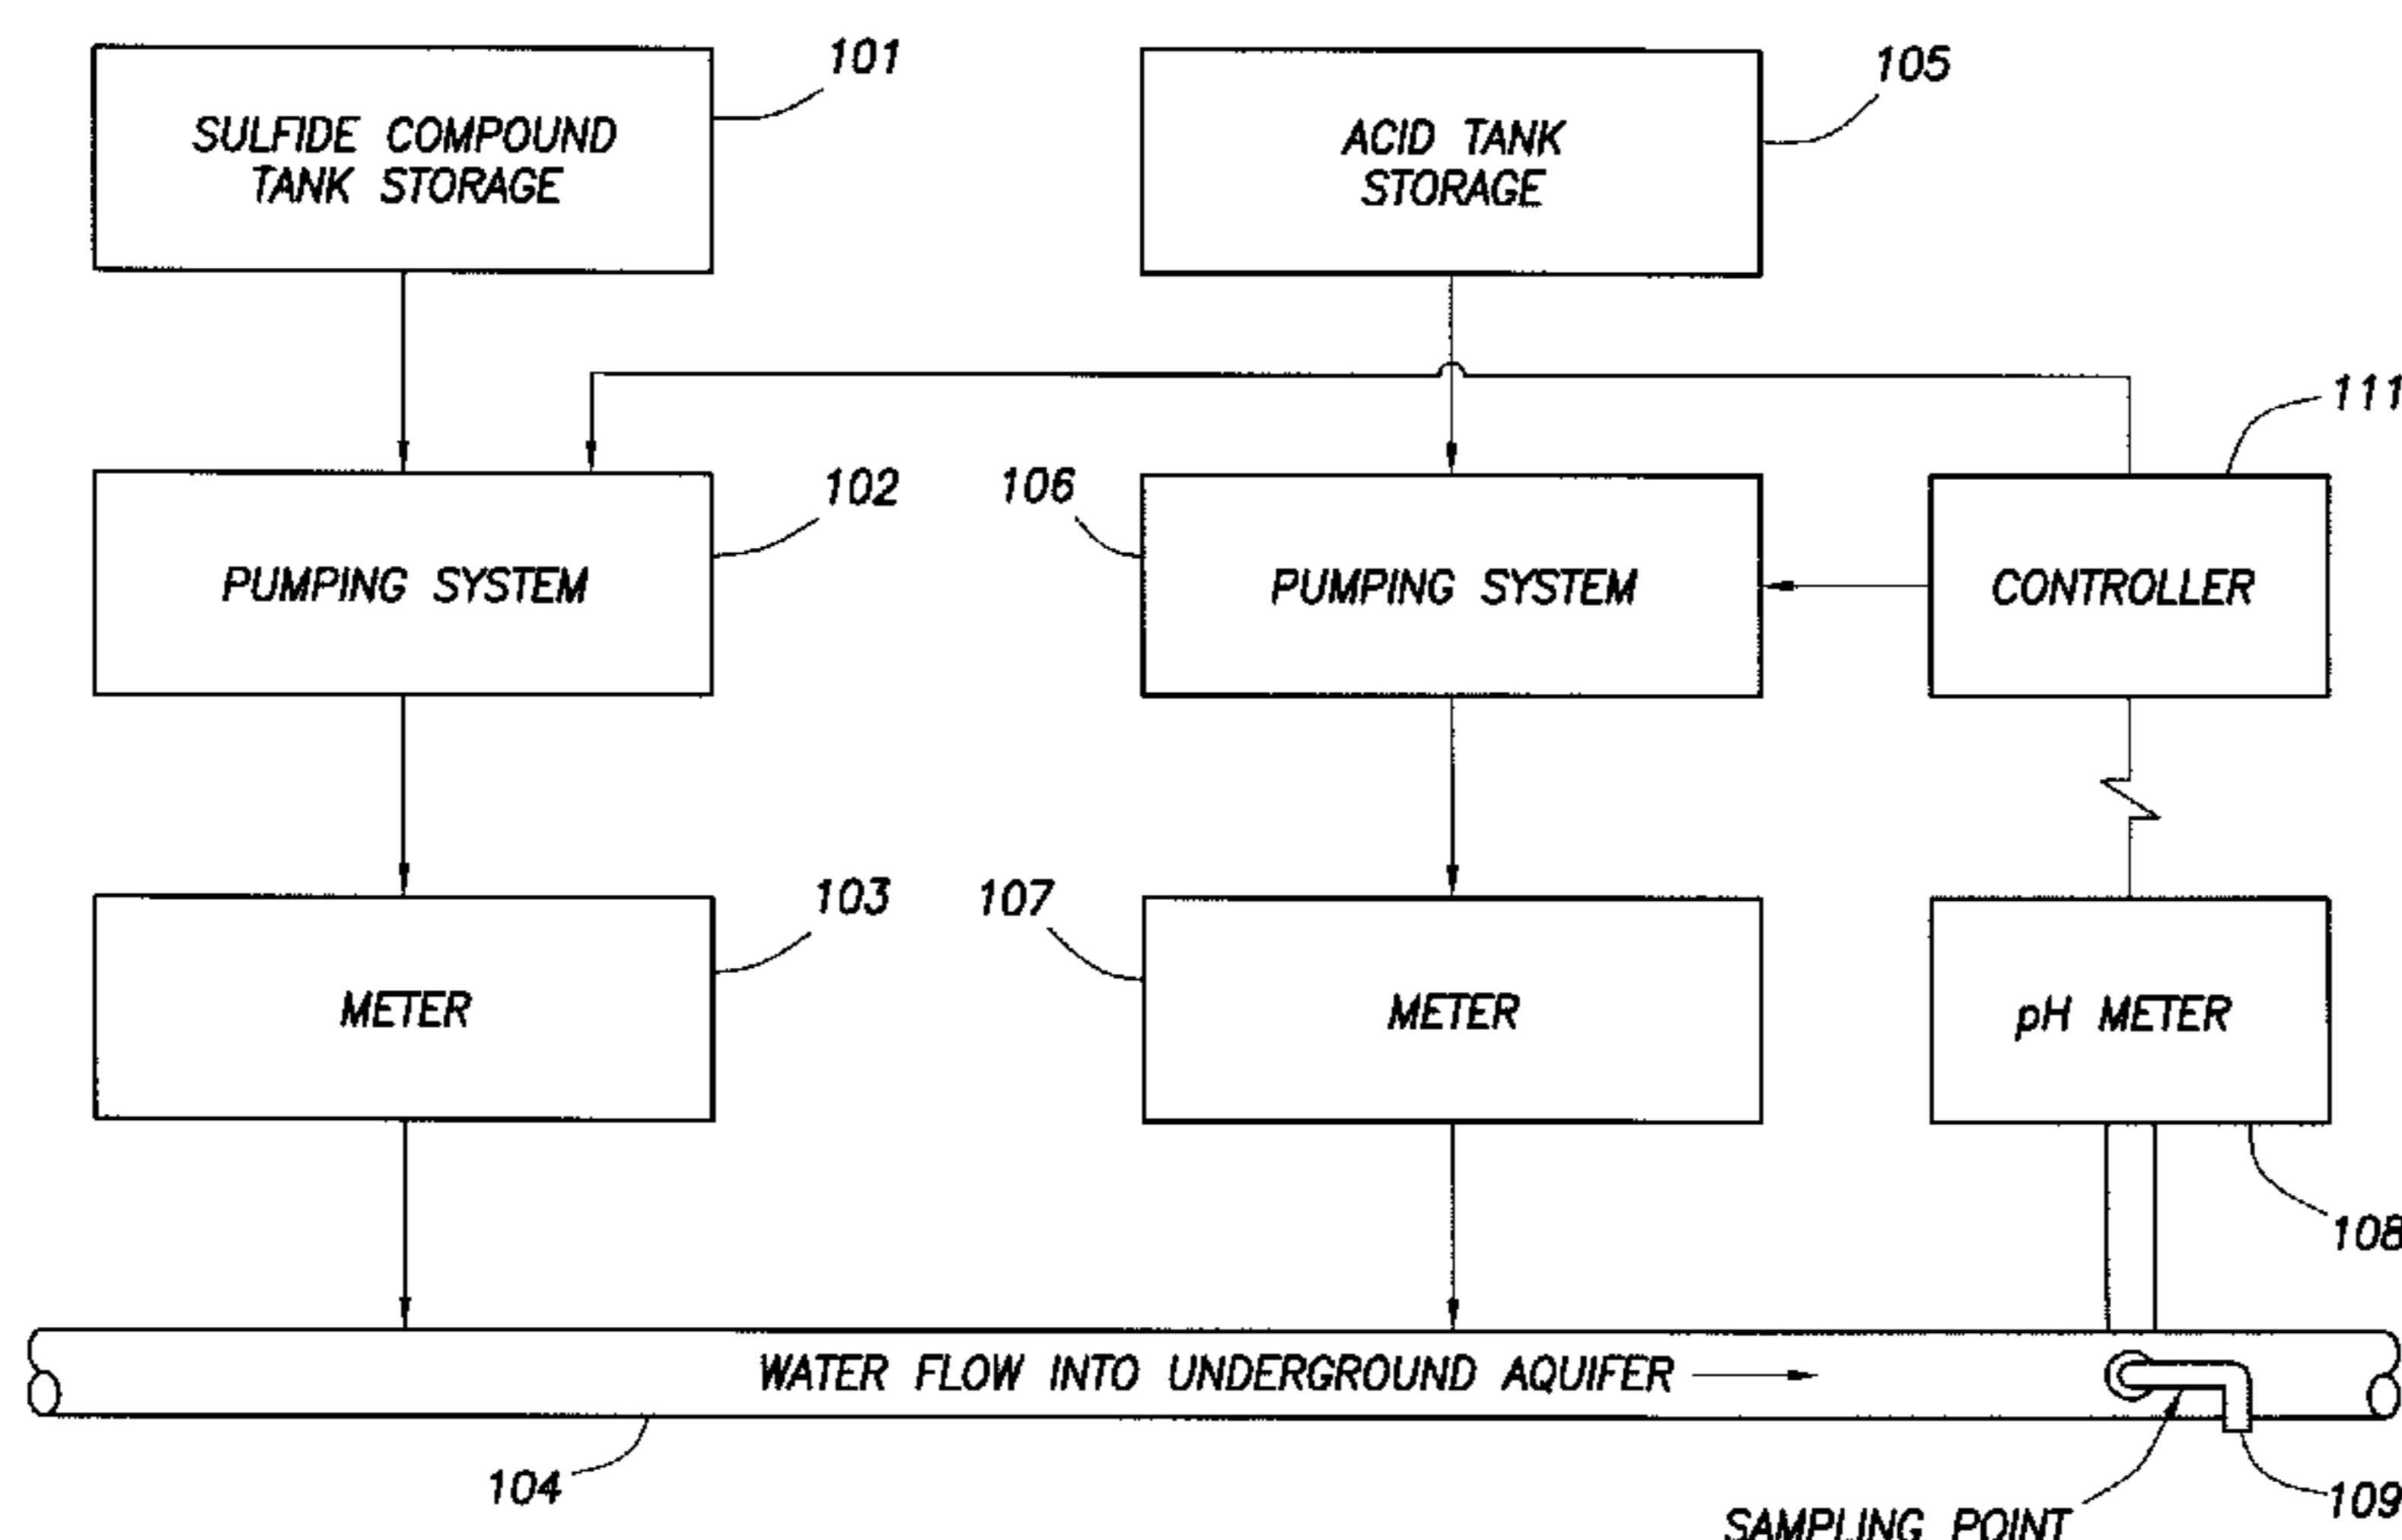 101
105
SULFIDE COMPOUND
TANK STORAGE
ACID TANK
STORAGE
111
102
106
PUMPING SYSTEM
PUMPING SYSTEM
CONTROLLER
103
107
METER
METER
pH METER
108
WATER FLOW INTO UNDERGROUND AQUIFER
104
109
SAMPLING POINT